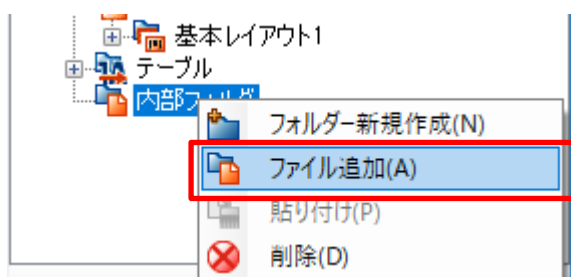 基本レイアウト1
テーブル
内部フォルダ
フォルダー新規作成(N)
ファイル追加(A)
貼り付け(P)
削除(D)